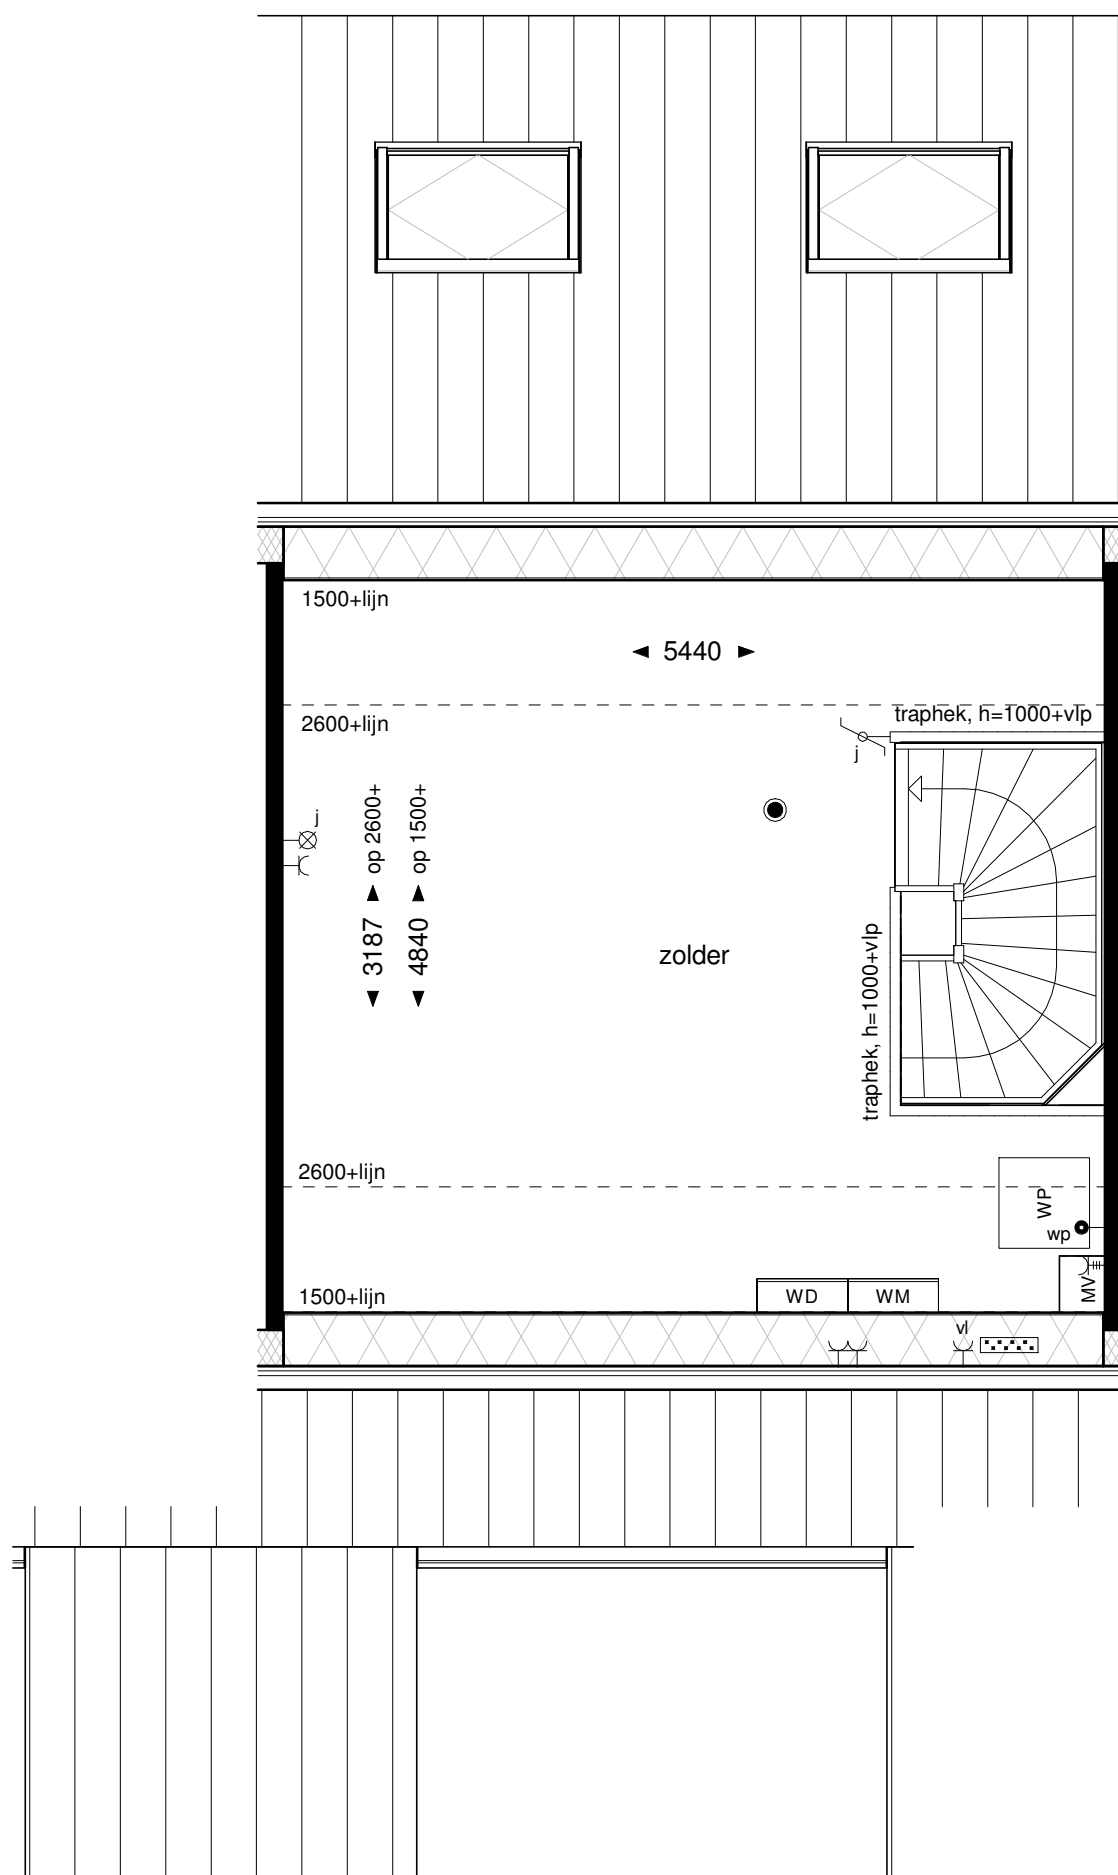 1500+lijn
5440
2600+lijn
traphek, h=1000+vlp
j
j
3187 op 2600+
4840 op 1500+
zolder
traphek, h=1000+vlp
2600+lijn
WP
wp
1500+lijn
WD
WM
MV
vl